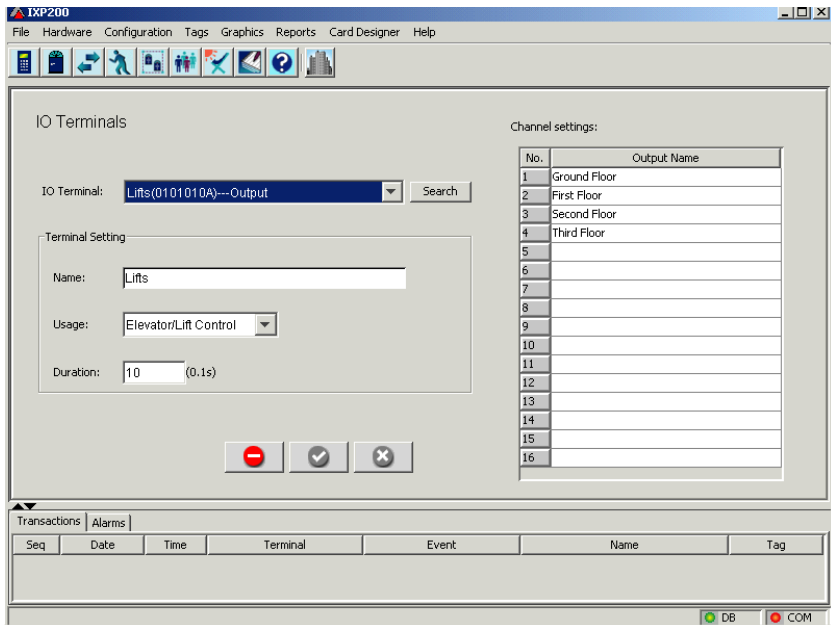 IXP200
File Hardware Configuration Tags Graphics Reports Card Designer Help
IO Terminals
IO Terminal: Lifts(0101010A)---Output Search
Terminal Setting
Name: Lifts
Usage: Elevator/Lift Control
Duration: 10 (0.1s)
Channel settings:
No. Output Name
1 Ground Floor
2 First Floor
3 Second Floor
4 Third Floor
5
6
7
8
9
10
11
12
13
14
15
16
Transactions Alarms
Seq Date Time Terminal Event Name Tag
DB COM